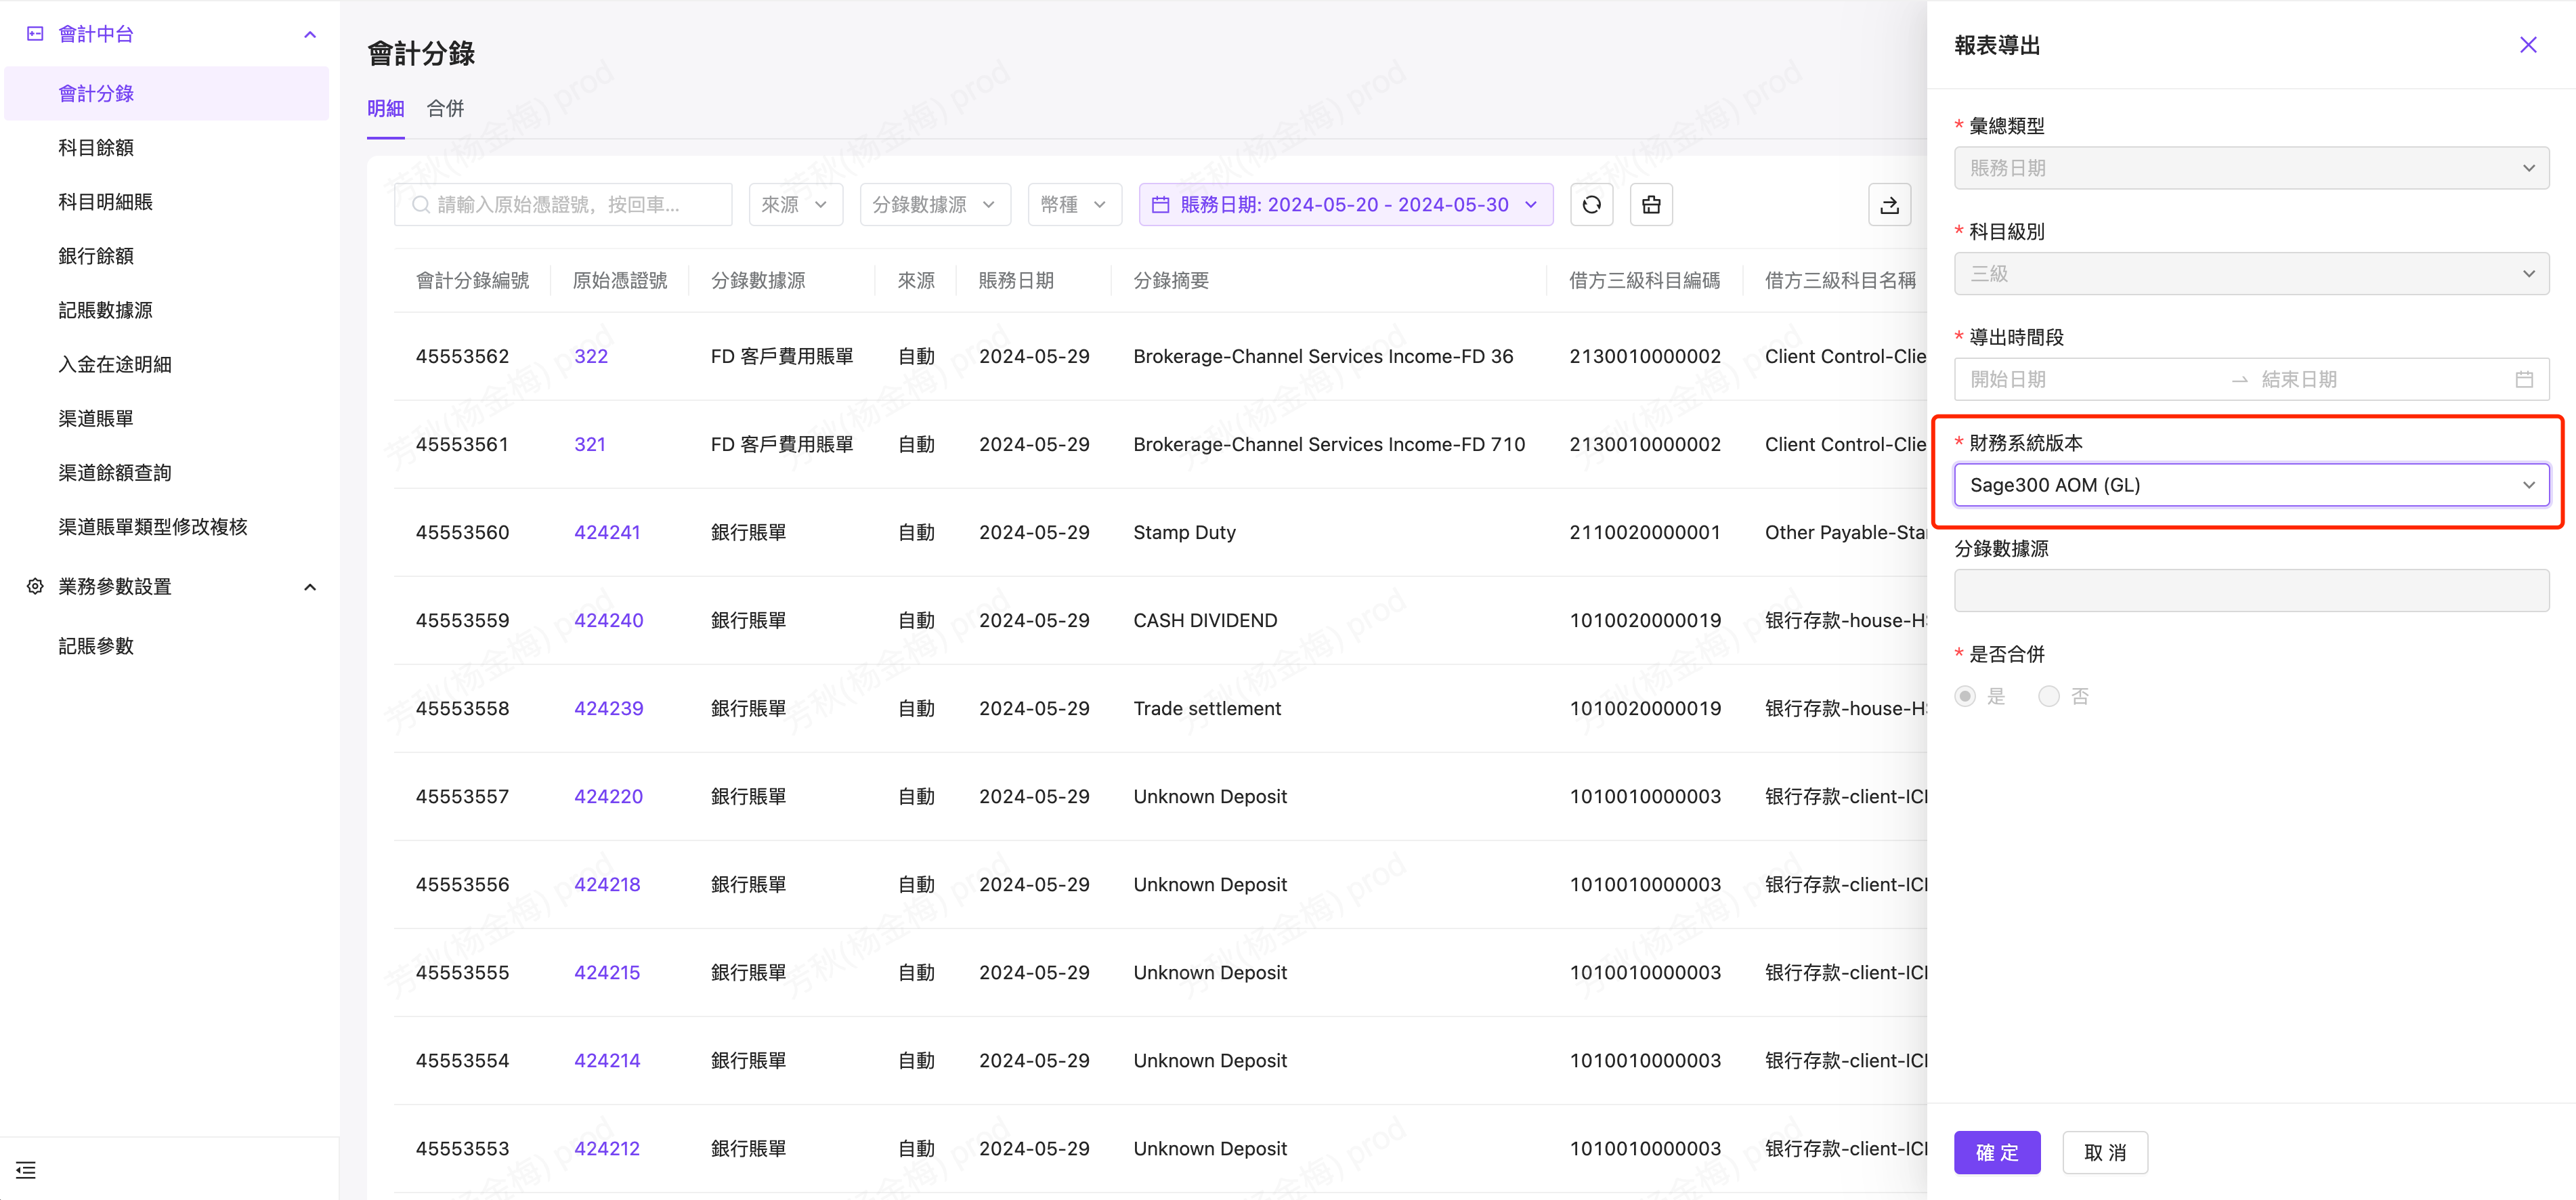 會計中台
會計分錄
科目餘額
科目明細賬
銀行餘額
記賬數據源
入金在途明細
渠道賬單
渠道餘額查詢
渠道賬單類型修改複核
業務參數設置
記賬參數
會計分錄
明細 合併
請輸入原始憑證號，按回車... 來源 分錄數據源 幣種 賬務日期: 2024-05-20 - 2024-05-30
會計分錄編號 原始憑證號 分錄數據源 來源 賬務日期 分錄摘要 借方三級科目編碼 借方三級科目名稱
45553562 322 FD 客戶費用賬單 自動 2024-05-29 Brokerage-Channel Services Income-FD 36 2130010000002 Client Control-Clie
45553561 321 FD 客戶費用賬單 自動 2024-05-29 Brokerage-Channel Services Income-FD 710 2130010000002 Client Control-Clie
45553560 424241 銀行賬單 自動 2024-05-29 Stamp Duty 2110020000001 Other Payable-Sta
45553559 424240 銀行賬單 自動 2024-05-29 CASH DIVIDEND 1010020000019 银行存款-house-H
45553558 424239 銀行賬單 自動 2024-05-29 Trade settlement 1010020000019 银行存款-house-H
45553557 424220 銀行賬單 自動 2024-05-29 Unknown Deposit 1010010000003 银行存款-client-IC
45553556 424218 銀行賬單 自動 2024-05-29 Unknown Deposit 1010010000003 银行存款-client-IC
45553555 424215 銀行賬單 自動 2024-05-29 Unknown Deposit 1010010000003 银行存款-client-IC
45553554 424214 銀行賬單 自動 2024-05-29 Unknown Deposit 1010010000003 银行存款-client-IC
45553553 424212 銀行賬單 自動 2024-05-29 Unknown Deposit 1010010000003 银行存款-client-IC
報表導出
* 彙總類型
賬務日期
* 科目級別
三級
* 導出時間段
開始日期 → 結束日期
* 財務系統版本
Sage300 AOM (GL)
分錄數據源
* 是否合併
是 否
確 定 取 消
芳秋(杨金梅) prod